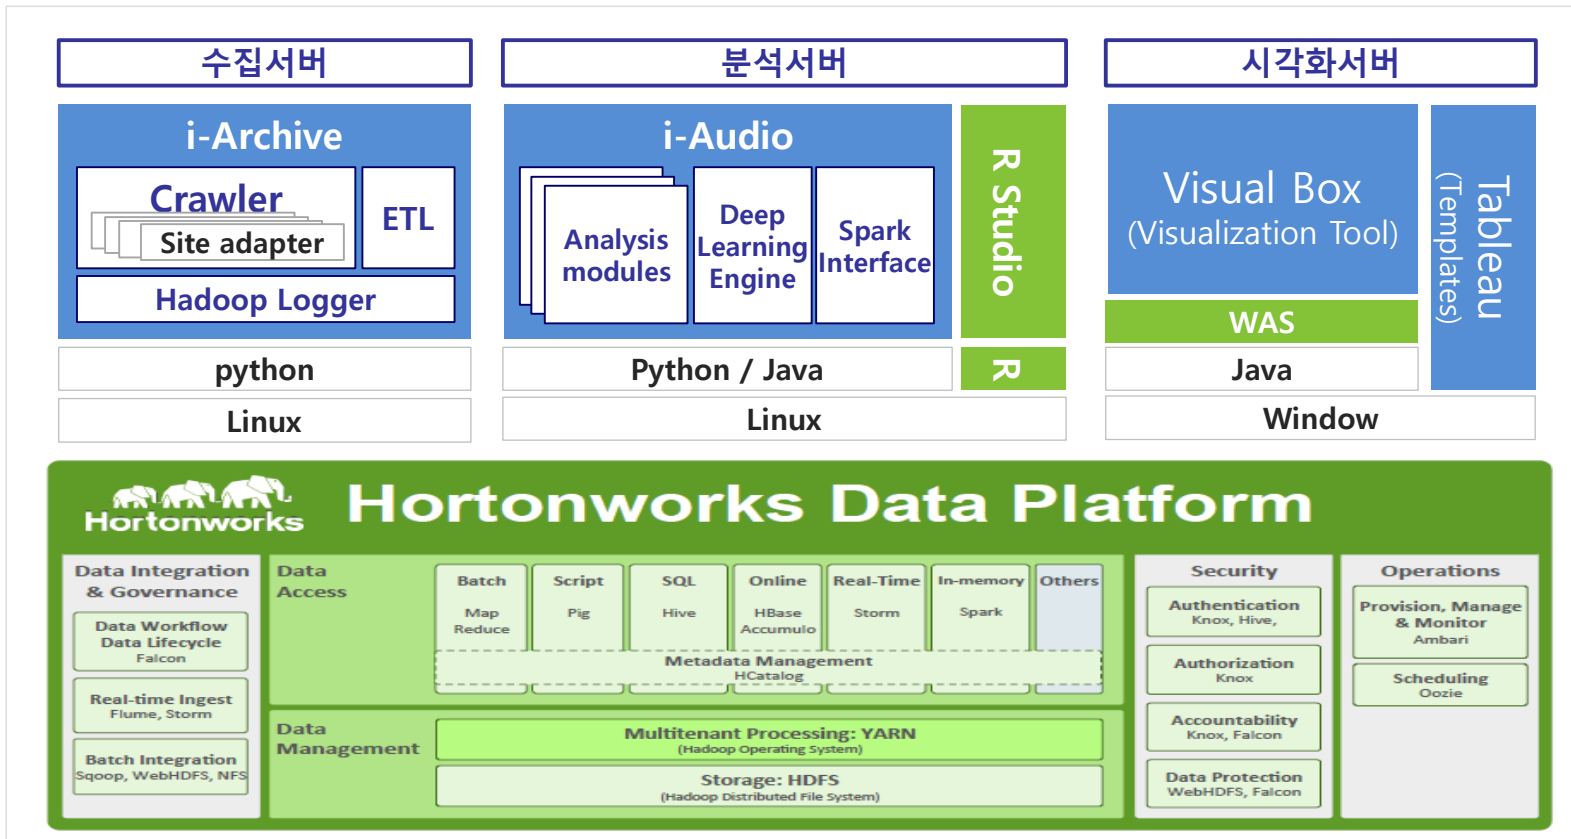 수집서버
분석서버
시각화서버
i-Archive
Crawler
Site adapter
ETL
Hadoop Logger
python
Linux
i-Audio
Analysis
modules
Deep
Learning
Engine
Spark
Interface
R Studio
Python / Java
R
Linux
Visual Box
(Visualization Tool)
Tableau
(Templates)
WAS
Java
Window
Hortonworks
Hortonworks Data Platform
Data Integration
& Governance
Data Workflow
Data Lifecycle
Falcon
Real-time Ingest
Flume, Storm
Batch Integration
Sqoop, WebHDFS, NFS
Data
Access
Batch
Map
Reduce
Script
Pig
SQL
Hive
Online
HBase
Accumulo
Real-Time
Storm
In-memory
Spark
Others
Metadata Management
HCatalog
Data
Management
Multitenant Processing: YARN
(Hadoop Operating System)
Storage: HDFS
(Hadoop Distributed File System)
Security
Authentication
Knox, Hive,
Authorization
Knox
Accountability
Knox, Falcon
Data Protection
WebHDFS, Falcon
Operations
Provision, Manage
& Monitor
Ambari
Scheduling
Oozie